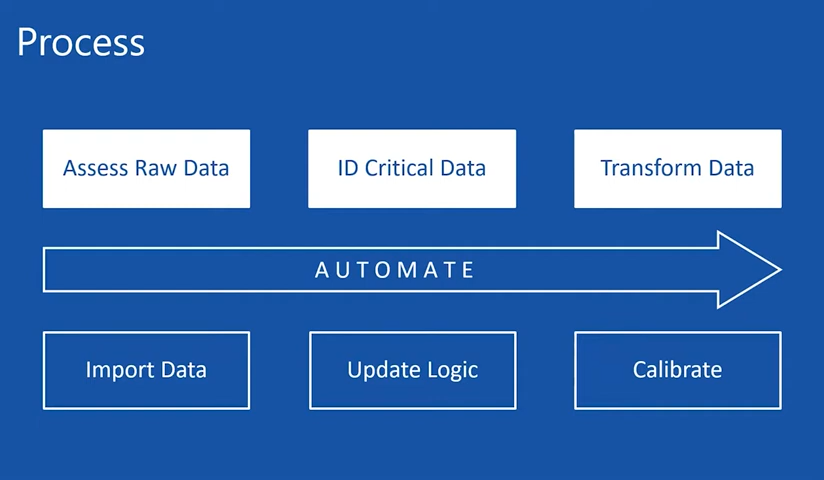 Process
Assess Raw Data
ID Critical Data
Transform Data
AUTOMATE
Import Data
Update Logic
Calibrate